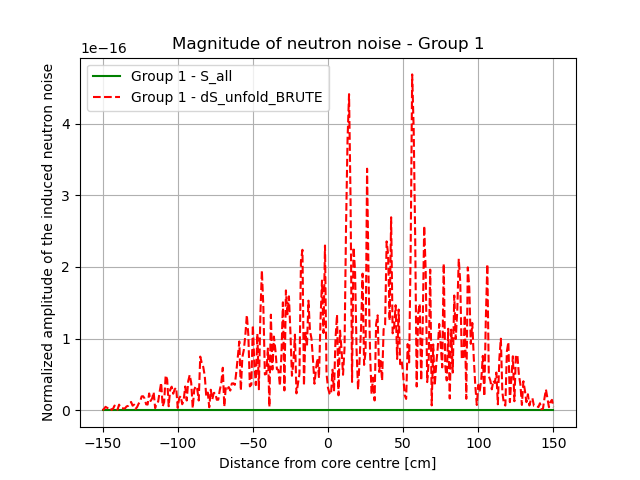 Magnitude of neutron noise - Group 1
1e−16
Group 1 - S_all
Group 1 - dS_unfold_BRUTE
Normalized amplitude of the induced neutron noise
4
3
2
1
0
−150 −100 −50 0 50 100 150
Distance from core centre [cm]